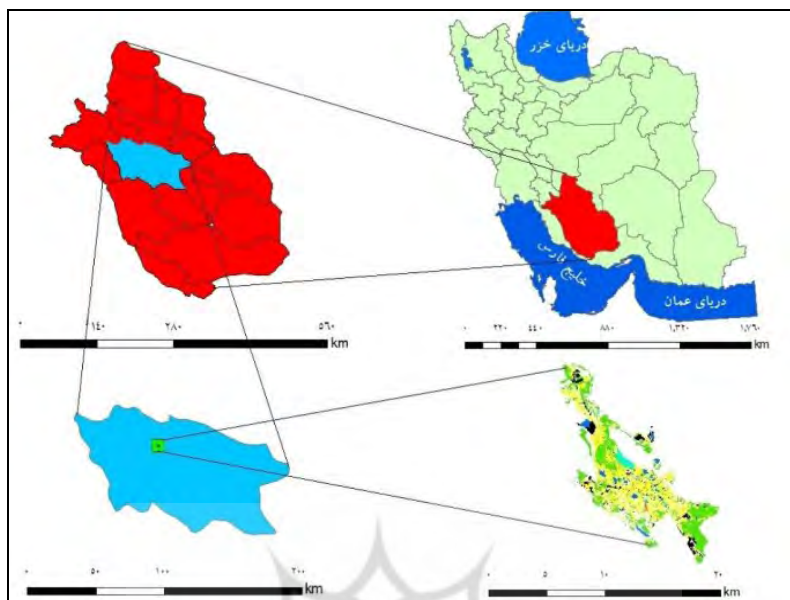 دریای خزر
خلیج فارس
دریای عمان
۰ ۱۴۰ ۲۸۰ ۵۶۰
km
۰ ۲۲۰ ۴۴۰ ۸۸۰ ۱,۳۲۰ ۱,۷۶۰
km
۰ ۵۰ ۱۰۰ ۲۰۰
km
۰ ۵ ۱۰ ۲۰
km